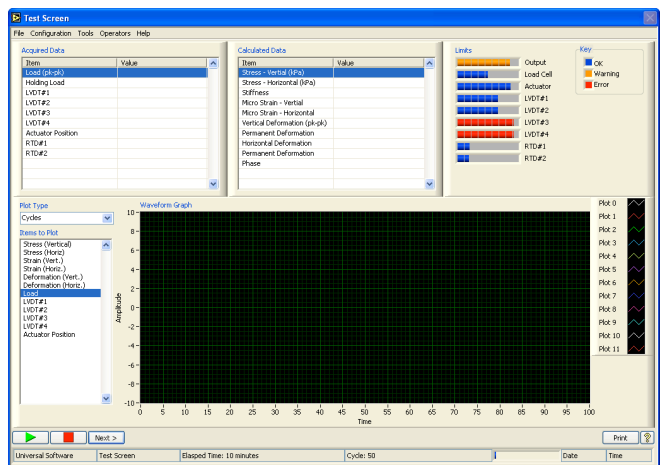 Test Screen
File Configuration Tools Operators Help
Acquired Data
Item Value
Load (pk-pk)
Holding Load
LVDT#1
LVDT#2
LVDT#3
LVDT#4
Actuator Position
RTD#1
RTD#2
Calculated Data
Item Value
Stress - Vertial (kPa)
Stress - Horizontal (kPa)
Stiffness
Micro Strain - Vertical
Micro Strain - Horizontal
Vertical Deformation (pk-pk)
Permanent Deformation
Horizontal Deformation
Permanent Deformation
Phase
Limits
Output
Load Cell
Actuator
LVDT#1
LVDT#2
LVDT#3
LVDT#4
RTD#1
RTD#2
Key
OK
Warning
Error
Plot Type
Cycles
Items to Plot
Stress (Vertical)
Stress (Horiz)
Strain (Vert.)
Strain (Horiz.)
Deformation (Vert.)
Deformation (Horiz.)
Load
LVDT#1
LVDT#2
LVDT#3
LVDT#4
Actuator Position
Waveform Graph
Amplitude
10
8
6
4
2
0
-2
-4
-6
-8
-10
0 5 10 15 20 25 30 35 40 45 50 55 60 65 70 75 80 85 90 95 100
Time
Plot 0
Plot 1
Plot 2
Plot 3
Plot 4
Plot 5
Plot 6
Plot 7
Plot 8
Plot 9
Plot 10
Plot 11
Next >
Print ?
Universal Software Test Screen Elasped Time: 10 minutes Cycle: 50 Date Time